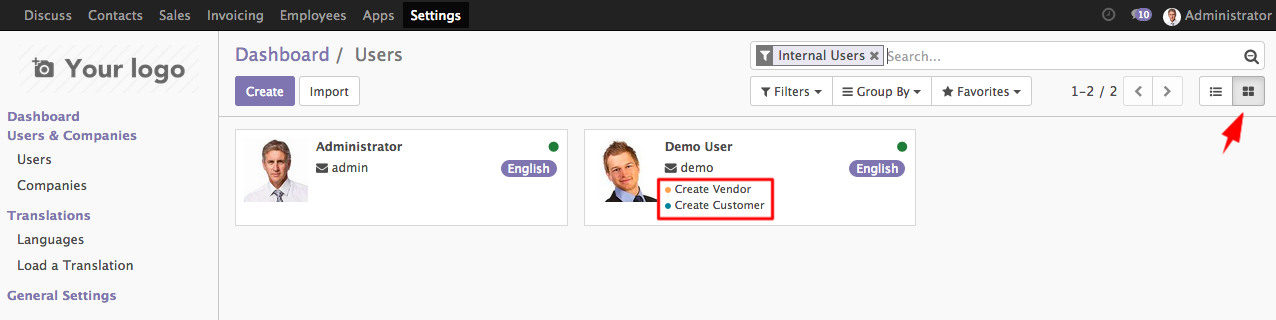 Discuss Contacts Sales Invoicing Employees Apps Settings 10 Administrator
Your logo
Dashboard / Users
Internal Users Search...
Create Import
Filters Group By Favorites 1-2 / 2
Dashboard
Users & Companies
Users
Companies
Translations
Languages
Load a Translation
General Settings
Administrator
admin
English
Demo User
demo
English
Create Vendor
Create Customer